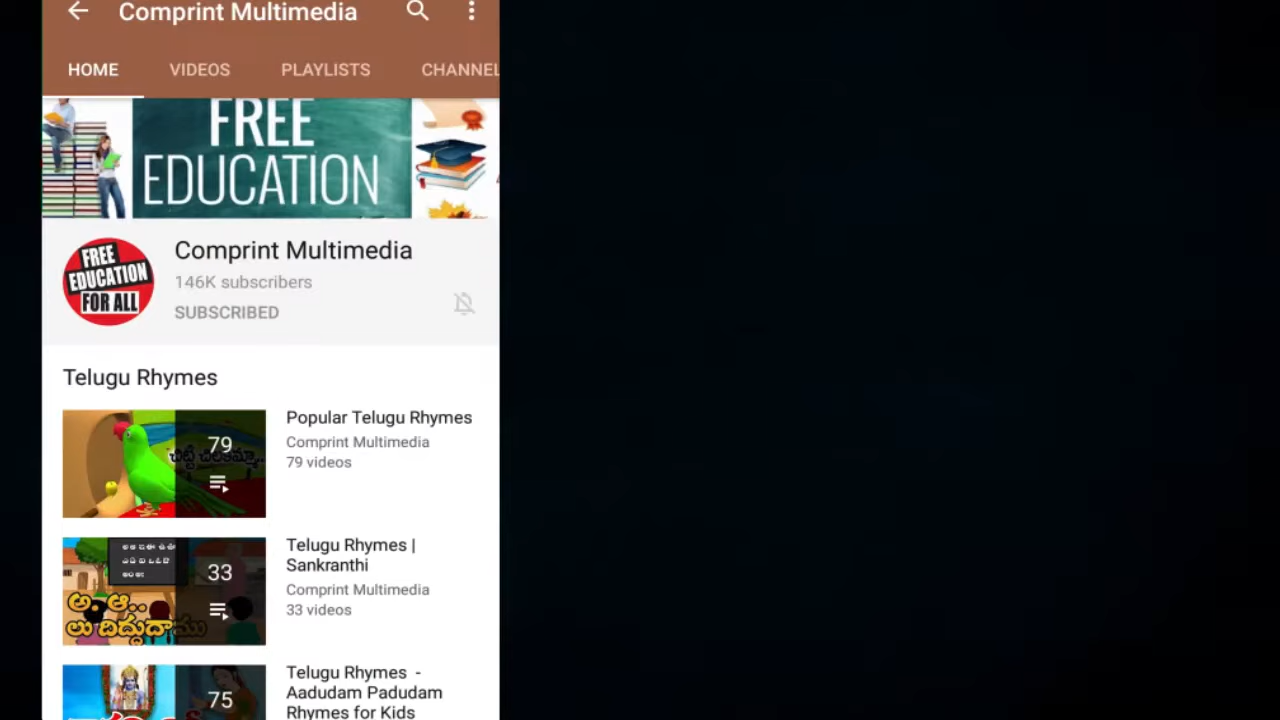 Comprint Multimedia
HOME VIDEOS PLAYLISTS CHANNEL
FREE
EDUCATION
FREE
EDUCATION
FOR ALL
Comprint Multimedia
146K subscribers
SUBSCRIBED
Telugu Rhymes
79
చిట్టి చిలకమ్మా..
Popular Telugu Rhymes
Comprint Multimedia
79 videos
33
అ. ఆ..
లు దిద్దుదాము
Telugu Rhymes |
Sankranthi
Comprint Multimedia
33 videos
75
Telugu Rhymes -
Aadudam Padudam
Rhymes for Kids